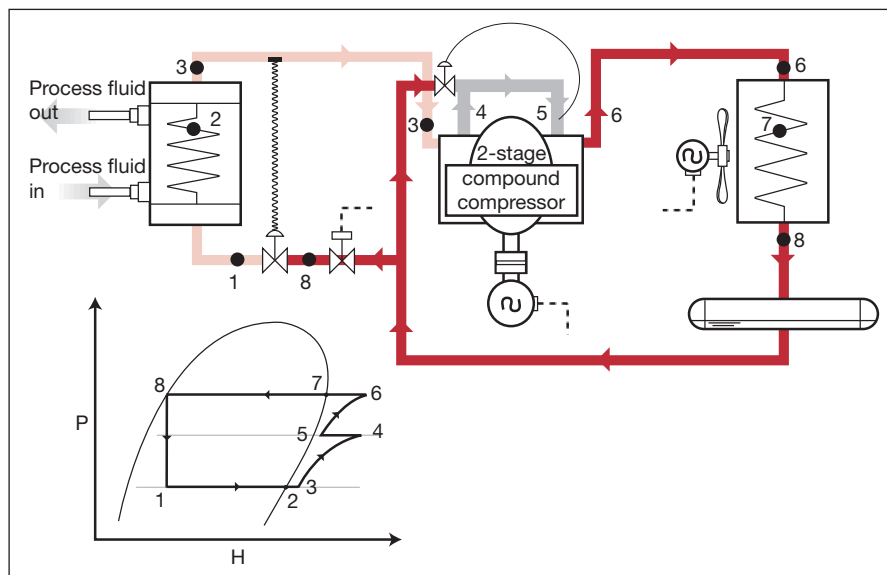 3
6
Process fluid
out
2
4
5
6
7
3
2-stage
compound
compressor
Process fluid
in
1
8
8
P
8
7
6
5
4
1
2
3
H